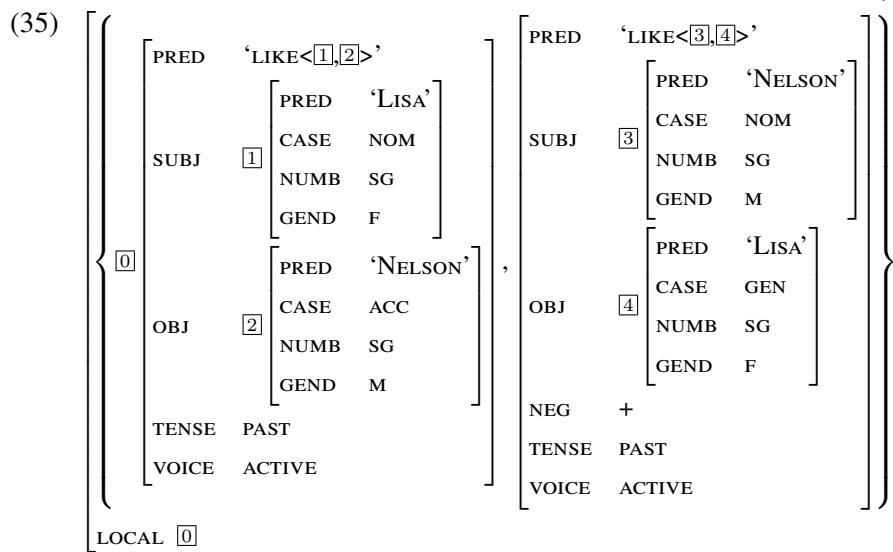 (35)
0
PRED ‘LIKE<1,2>’
SUBJ 1
PRED ‘LISA’
CASE NOM
NUMB SG
GEND F
OBJ 2
PRED ‘NELSON’
CASE ACC
NUMB SG
GEND M
TENSE PAST
VOICE ACTIVE
,
PRED ‘LIKE<3,4>’
SUBJ 3
PRED ‘NELSON’
CASE NOM
NUMB SG
GEND M
OBJ 4
PRED ‘LISA’
CASE GEN
NUMB SG
GEND F
NEG +
TENSE PAST
VOICE ACTIVE
LOCAL 0